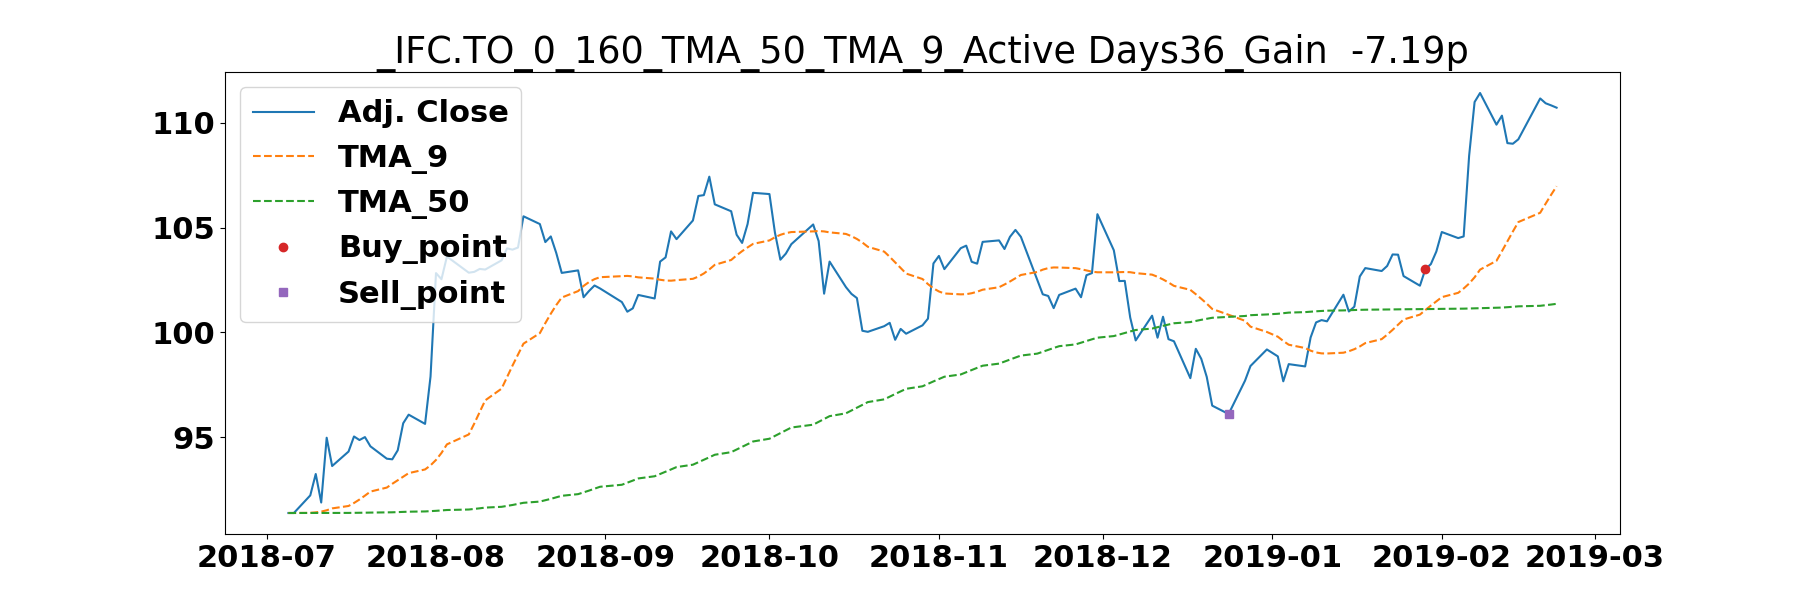 _IFC.TO_0_160_TMA_50_TMA_9_Active Days36_Gain  -7.19p
Adj. Close
TMA_9
TMA_50
Buy_point
Sell_point
110
105
100
95
2018-07 2018-08 2018-09 2018-10 2018-11 2018-12 2019-01 2019-02 2019-03